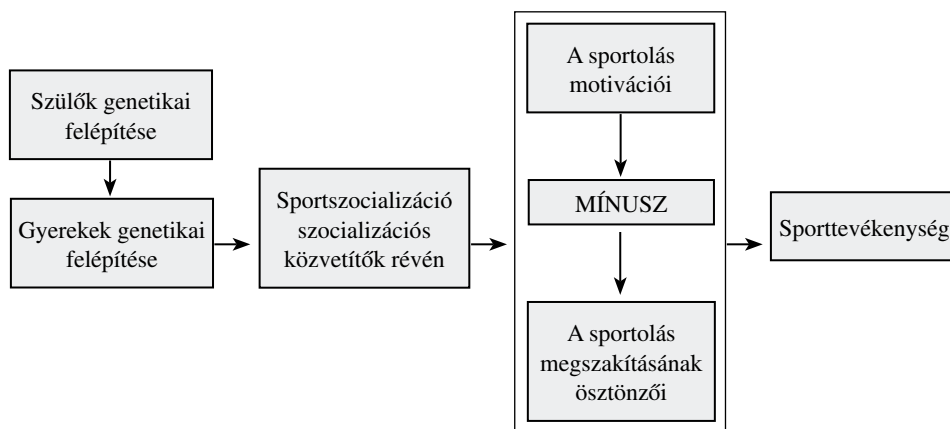 Szülők genetikai
felépítése
Gyerekek genetikai
felépítése
Sportszocializáció
szocializációs
közvetítők révén
A sportolás
motivációi
MÍNUSZ
A sportolás
megszakításának
ösztönzői
Sporttevékenység